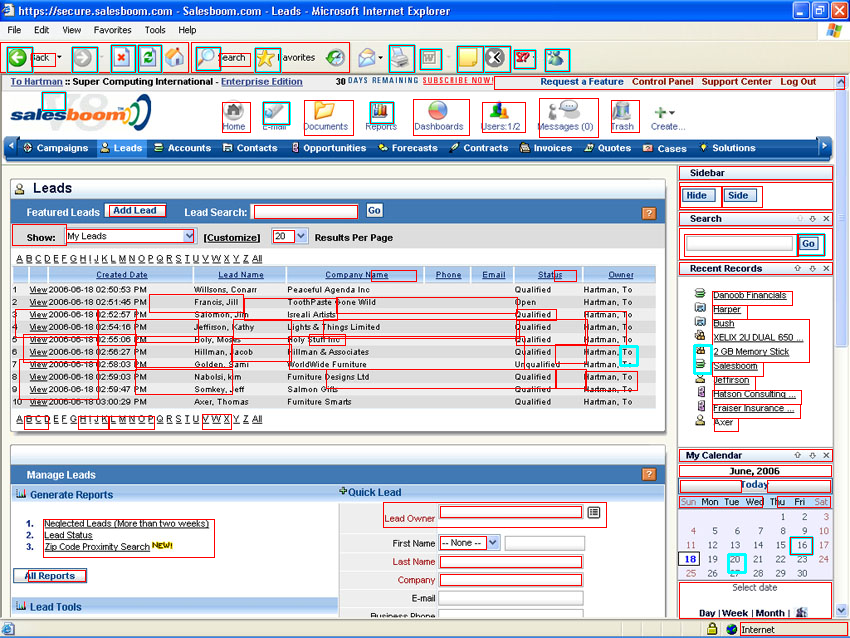 https://secure.salesboom.com - Salesboom.com - Leads - Microsoft Internet Explorer
File Edit View Favorites Tools Help
Back Search Favorites
To Hartman :: Super Computing International - Enterprise Edition 30 DAYS REMAINING SUBSCRIBE NOW! Request a Feature Control Panel Support Center Log Out
V8
salesboom™
Home E-mail Documents Reports Dashboards Users:1/2 Messages (0) Trash Create...
Campaigns Leads Accounts Contacts Opportunities Forecasts Contracts Invoices Quotes Cases Solutions
Leads
Featured Leads Add Lead Lead Search: Go ?
Show: My Leads [Customize] 20 Results Per Page
A B C D E F G H I J K L M N O P Q R S T U V W X Y Z All
Created Date Lead Name Company Name Phone Email Status Owner
1 View 2006-06-18 02:50:53 PM Willsons, Conarr Peaceful Agenda Inc Qualified Hartman, To
2 View 2006-06-18 02:51:45 PM Francis, Jill ToothPaste Gone Wild Open Hartman, To
3 View 2006-06-18 02:52:57 PM Salomon, Jim Isreali Artists Qualified Hartman, To
4 View 2006-06-18 02:54:16 PM Jeffirson, Kathy Lights & Things Limited Qualified Hartman, To
5 View 2006-06-18 02:55:06 PM Holy, Moses Holy Stuff Inc Qualified Hartman, To
6 View 2006-06-18 02:56:27 PM Hillman, Jacob Hillman & Associates Qualified Hartman, To
7 View 2006-06-18 02:58:03 PM Golden, Sami WorldWide Furniture Unqualified Hartman, To
8 View 2006-06-18 02:59:03 PM Nabolsi, kim Furniture Designs Ltd Qualified Hartman, To
9 View 2006-06-18 02:59:47 PM Somkey, Jeff Salmon Gifts Qualified Hartman, To
10 View 2006-06-18 03:00:29 PM Axer, Thomas Furniture Smarts Qualified Hartman, To
A B C D E F G H I J K L M N O P Q R S T U V W X Y Z All
Manage Leads ?
Generate Reports
1. Neglected Leads (More than two weeks)
2. Lead Status
3. Zip Code Proximity Search NEW!
All Reports
Lead Tools
Quick Lead
Lead Owner
First Name -- None --
Last Name
Company
E-mail
Business Phone
Sidebar
Hide Side
Search
Go
Recent Records
Danoob Financials
Harper
Bush
XELIX 2U DUAL 650 ...
2 GB Memory Stick
Salesboom
Jeffirson
Hatson Consulting ...
Fraiser Insurance ...
Axer
My Calendar
June, 2006
Today
Sun Mon Tue Wed Thu Fri Sat
1 2 3
4 5 6 7 8 9 10
11 12 13 14 15 16 17
18 19 20 21 22 23 24
25 26 27 28 29 30
Select date
Day | Week | Month |
Internet